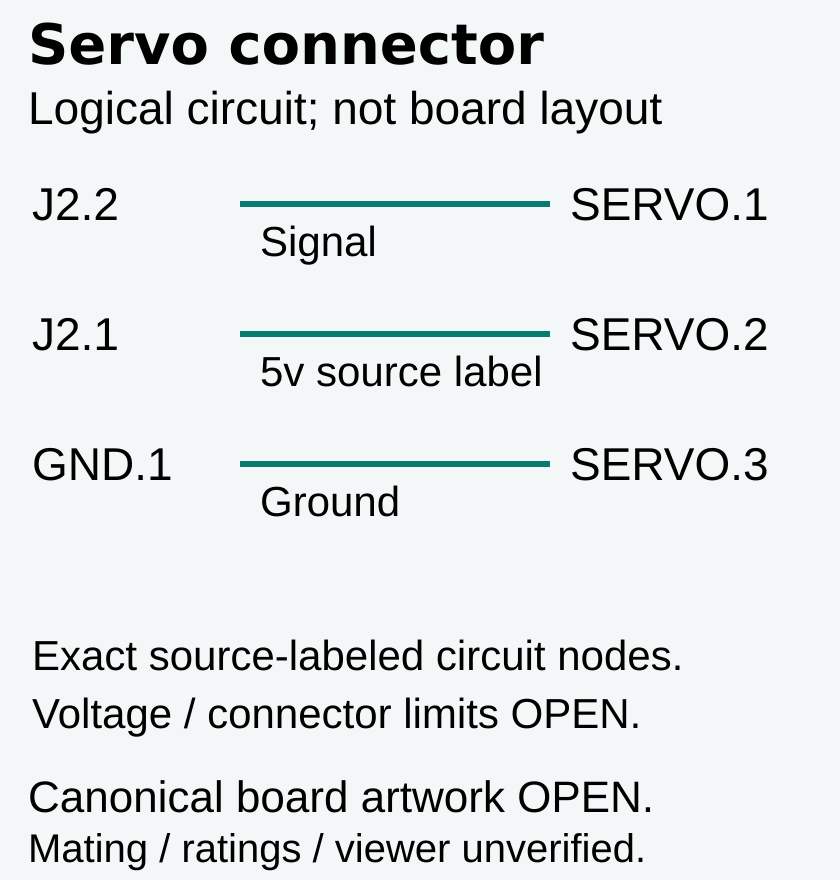 Servo connector
Logical circuit; not board layout
J2.2 SERVO.1
Signal
J2.1 SERVO.2
5v source label
GND.1 SERVO.3
Ground
Exact source-labeled circuit nodes.
Voltage / connector limits OPEN.
Canonical board artwork OPEN.
Mating / ratings / viewer unverified.